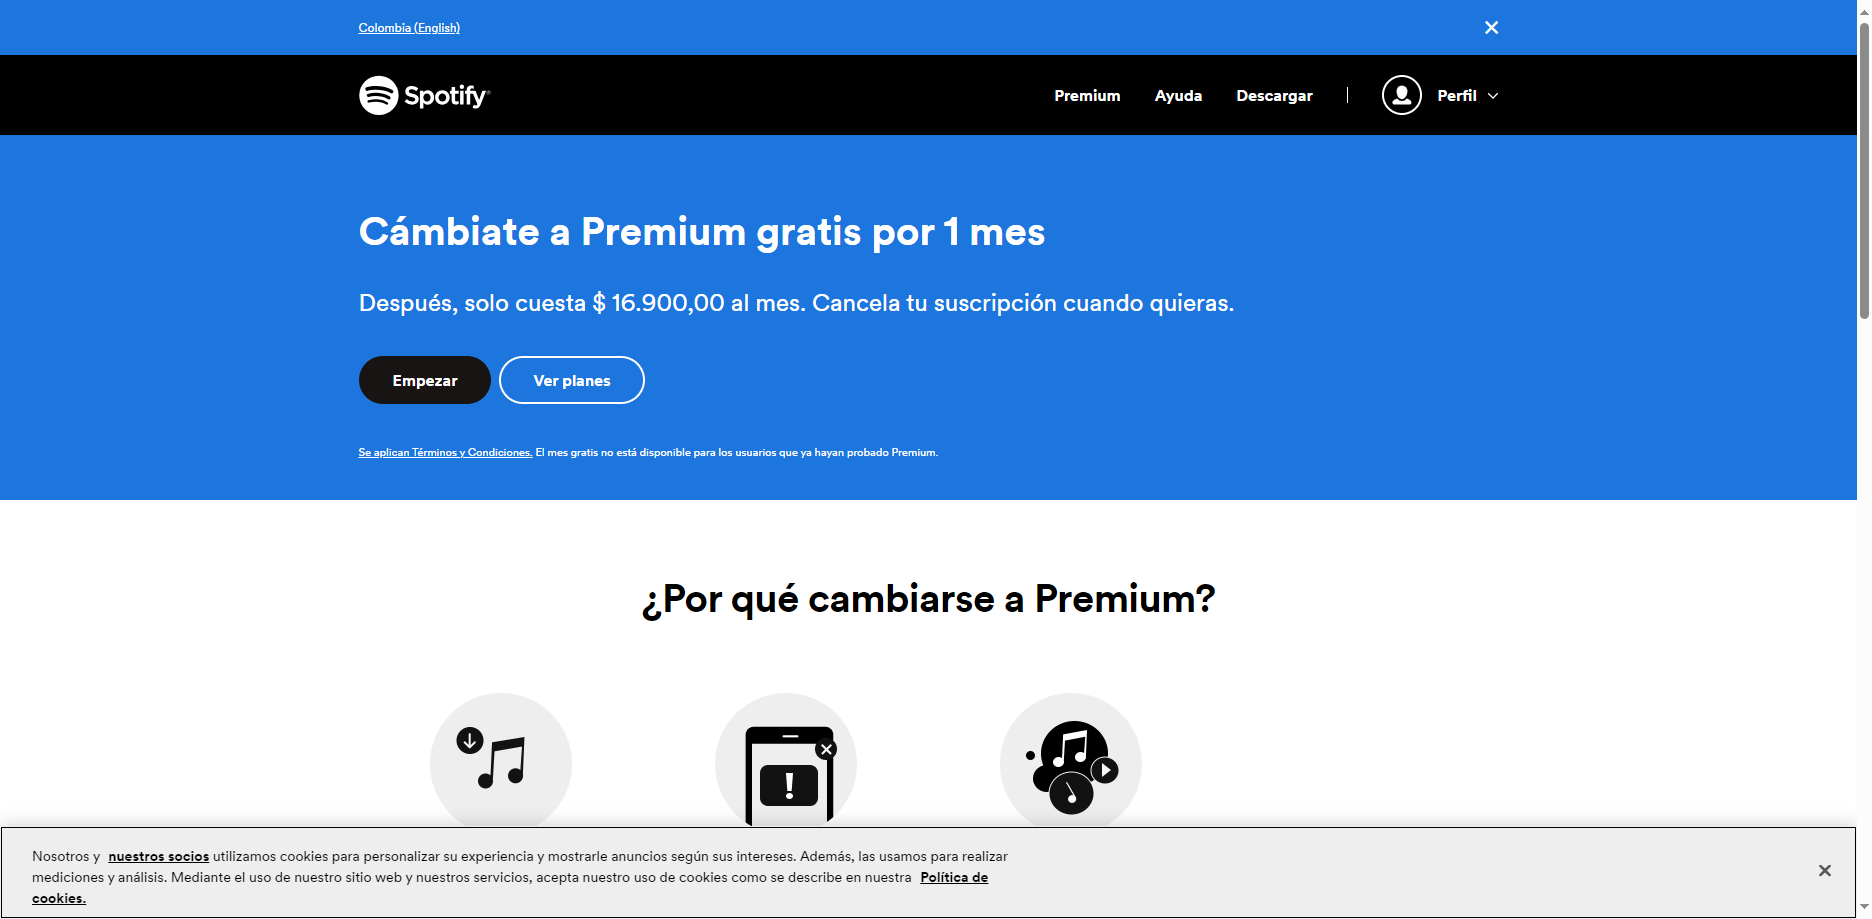 Colombia (English)
Spotify
Premium
Ayuda
Descargar
Perfil
Cámbiate a Premium gratis por 1 mes
Después, solo cuesta $ 16.900,00 al mes. Cancela tu suscripción cuando quieras.
Empezar
Ver planes
Se aplican Términos y Condiciones. El mes gratis no está disponible para los usuarios que ya hayan probado Premium.
¿Por qué cambiarse a Premium?
Nosotros y nuestros socios utilizamos cookies para personalizar su experiencia y mostrarle anuncios según sus intereses. Además, las usamos para realizar
mediciones y análisis. Mediante el uso de nuestro sitio web y nuestros servicios, acepta nuestro uso de cookies como se describe en nuestra Política de
cookies.